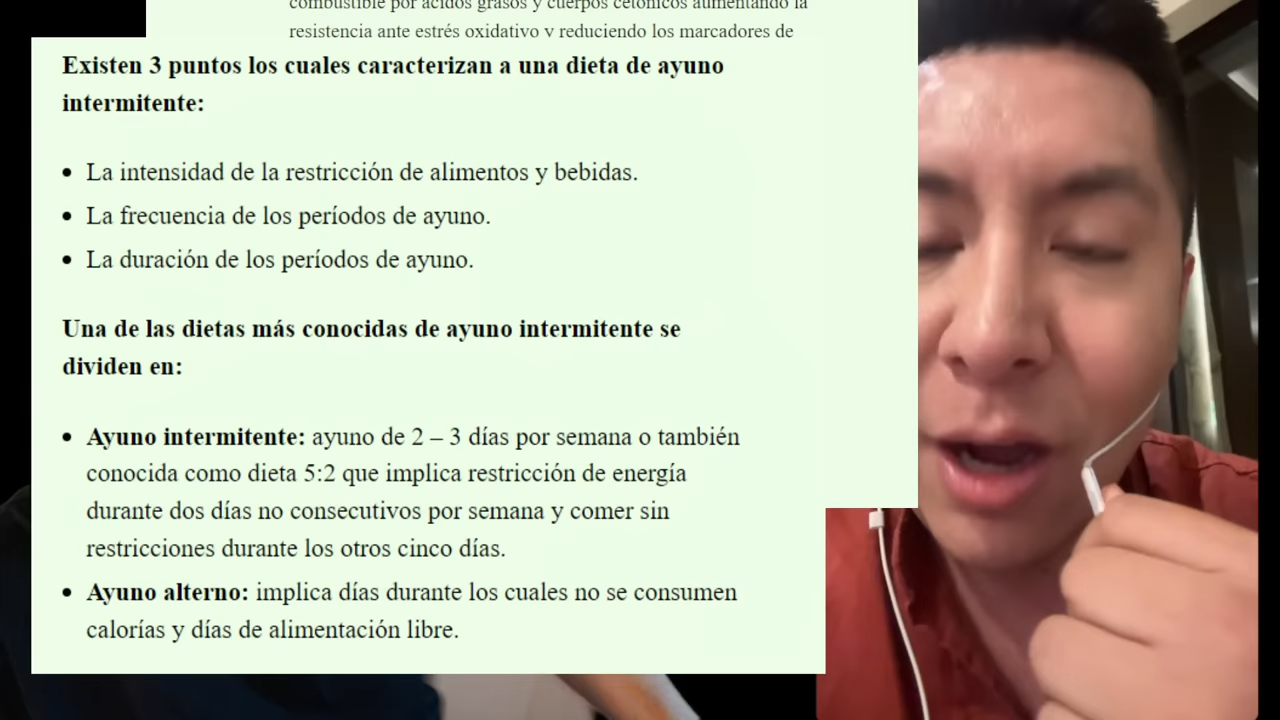 combustible por ácidos grasos y cuerpos cetónicos aumentando la
resistencia ante estrés oxidativo y reduciendo los marcadores de
Existen 3 puntos los cuales caracterizan a una dieta de ayuno
intermitente:
• La intensidad de la restricción de alimentos y bebidas.
• La frecuencia de los períodos de ayuno.
• La duración de los períodos de ayuno.
Una de las dietas más conocidas de ayuno intermitente se
dividen en:
• Ayuno intermitente: ayuno de 2 – 3 días por semana o también
conocida como dieta 5:2 que implica restricción de energía
durante dos días no consecutivos por semana y comer sin
restricciones durante los otros cinco días.
• Ayuno alterno: implica días durante los cuales no se consumen
calorías y días de alimentación libre.